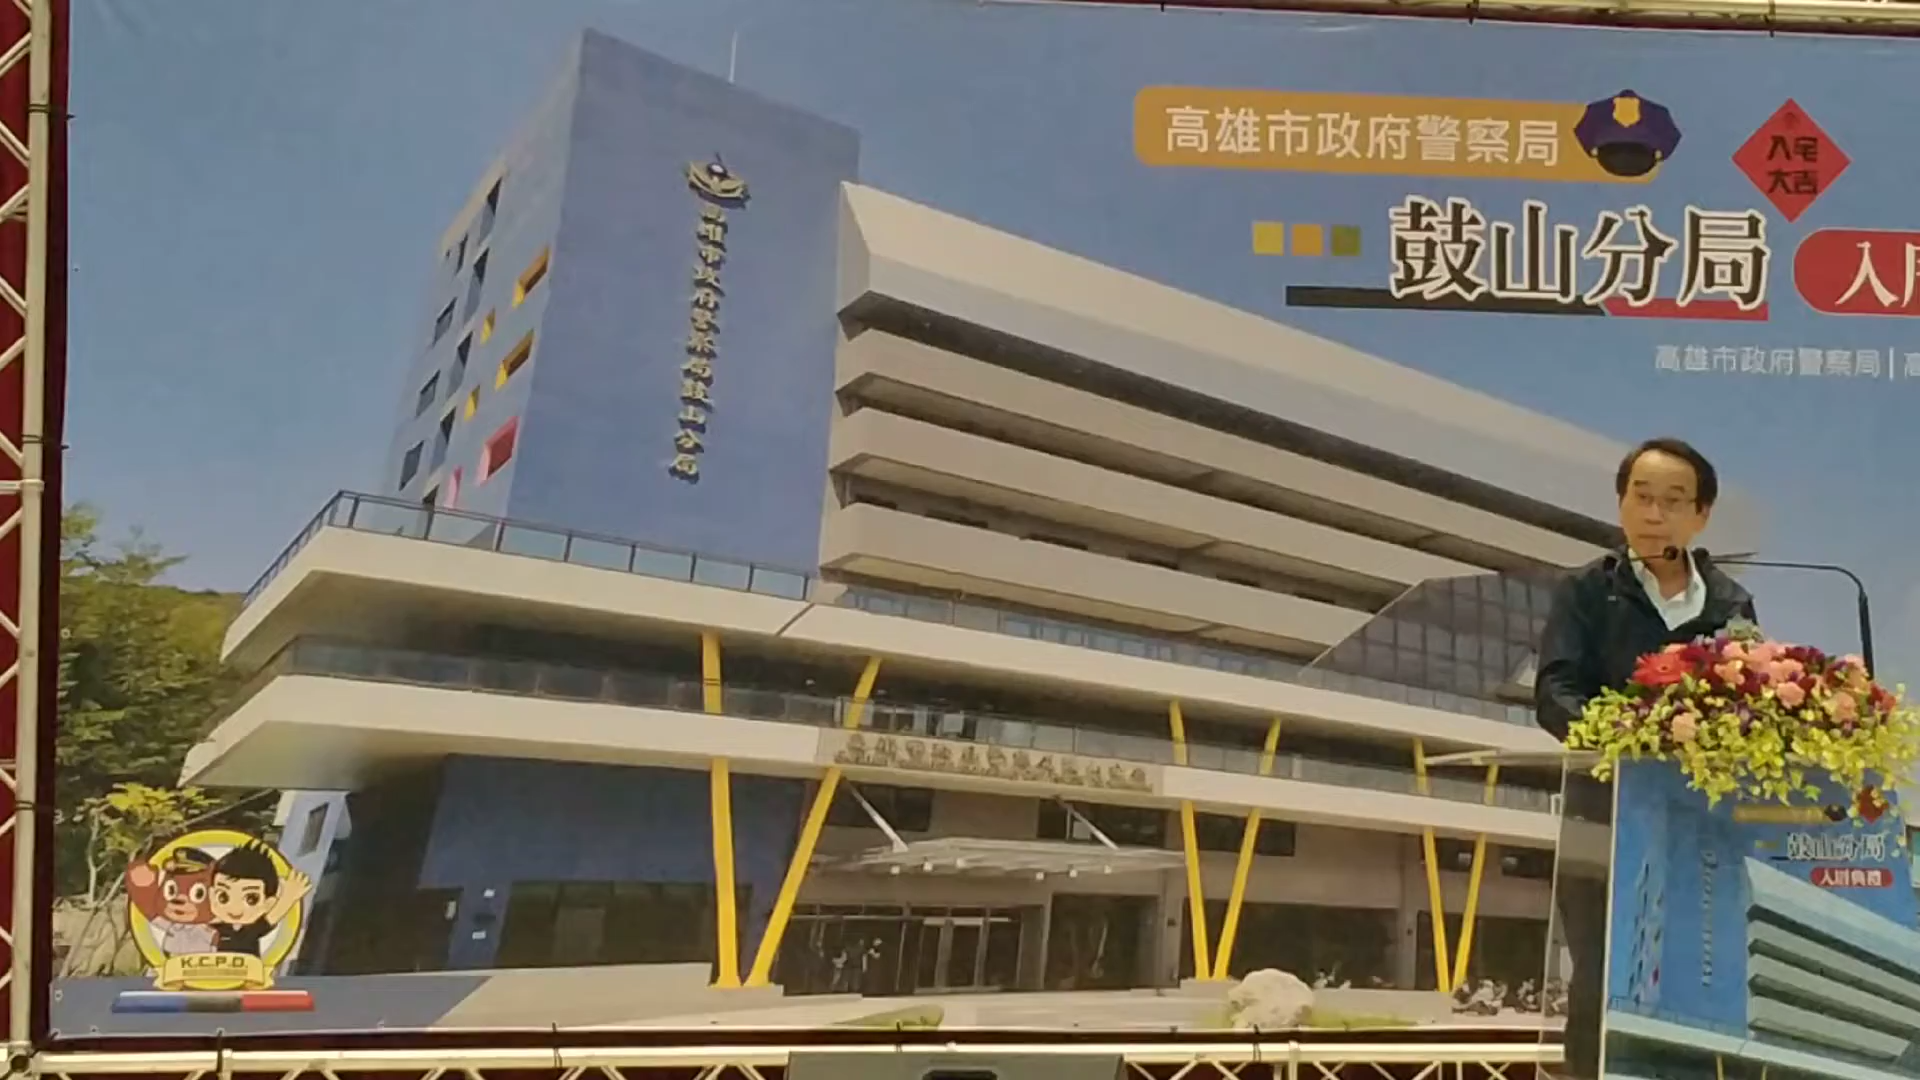 高雄市政府警察局
入宅
大吉
鼓山分局
入
高雄市政府警察局|高
高雄市政府警察局鼓山分局
K.C.P.D.
鼓山分局
入厝典禮